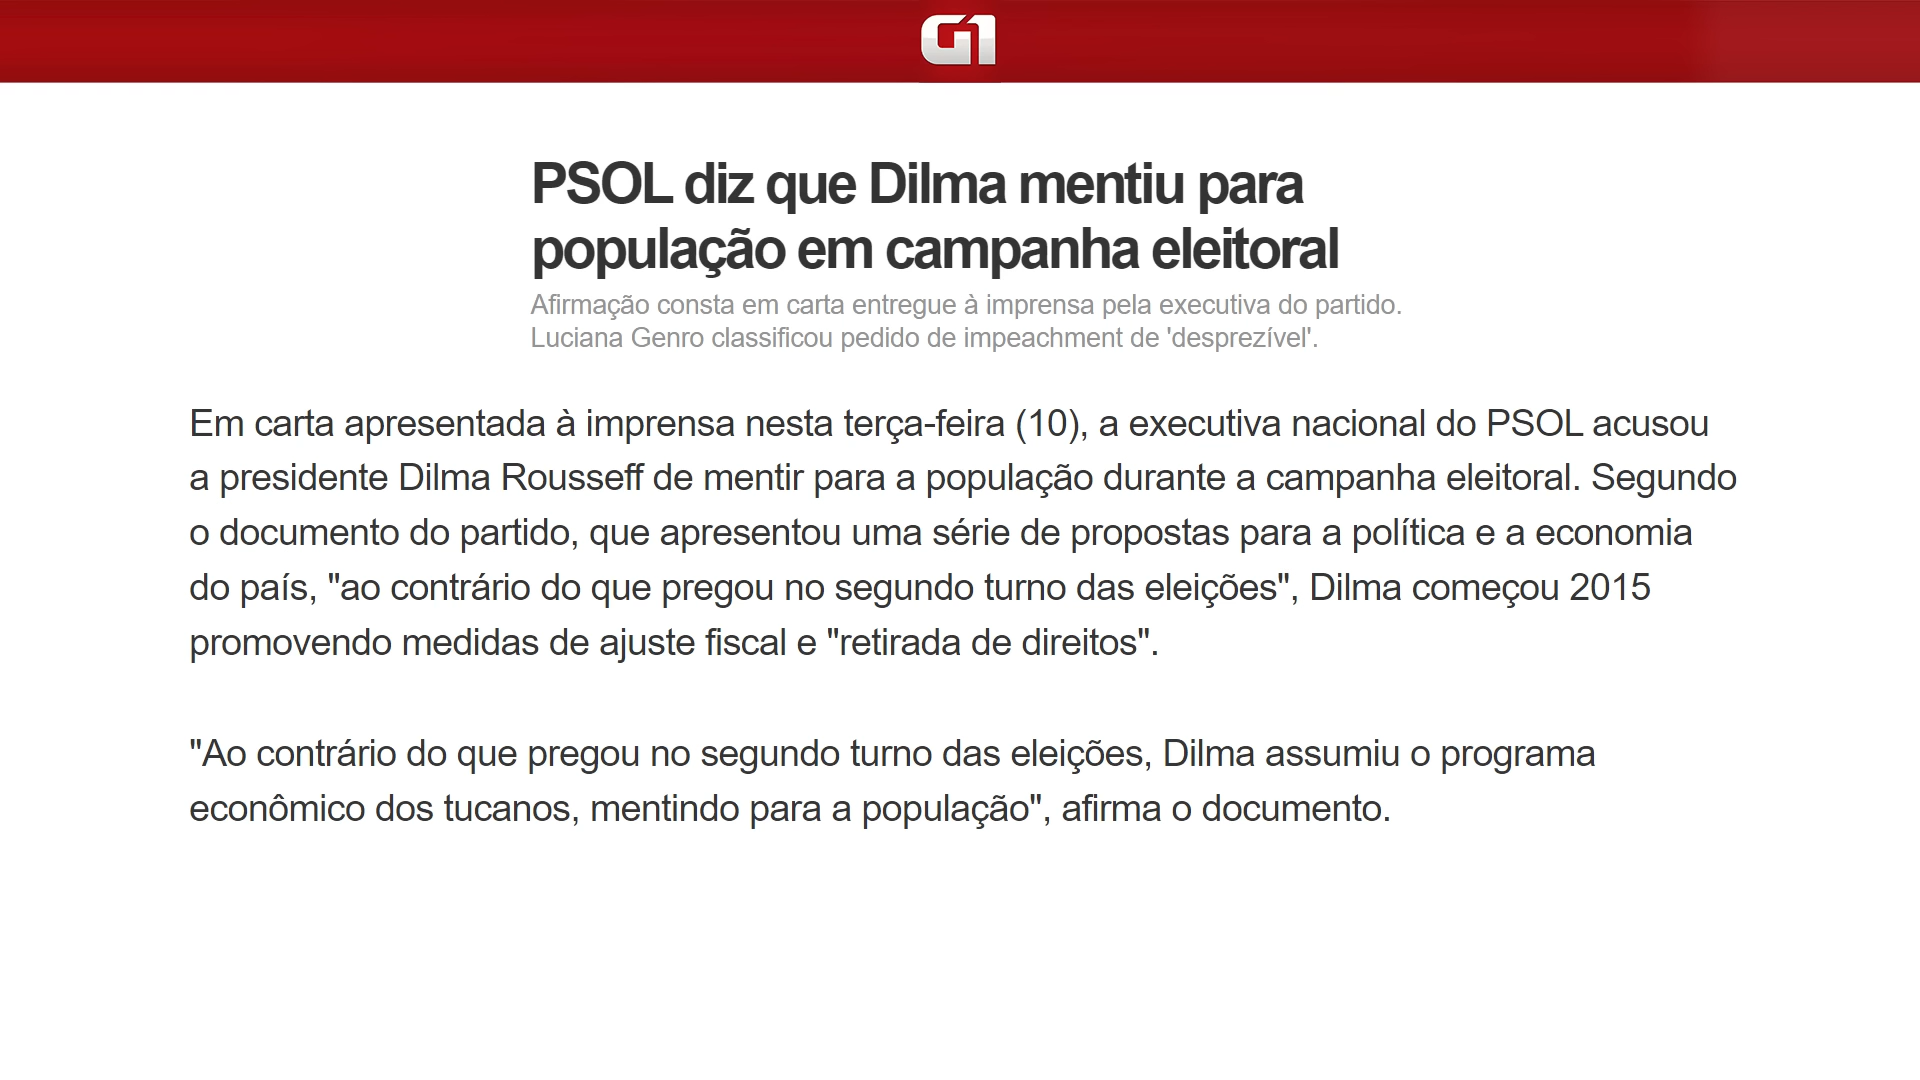 G1
PSOL diz que Dilma mentiu para
população em campanha eleitoral
Afirmação consta em carta entregue à imprensa pela executiva do partido.
Luciana Genro classificou pedido de impeachment de 'desprezível'.
Em carta apresentada à imprensa nesta terça-feira (10), a executiva nacional do PSOL acusou
a presidente Dilma Rousseff de mentir para a população durante a campanha eleitoral. Segundo
o documento do partido, que apresentou uma série de propostas para a política e a economia
do país, "ao contrário do que pregou no segundo turno das eleições", Dilma começou 2015
promovendo medidas de ajuste fiscal e "retirada de direitos".
"Ao contrário do que pregou no segundo turno das eleições, Dilma assumiu o programa
econômico dos tucanos, mentindo para a população", afirma o documento.